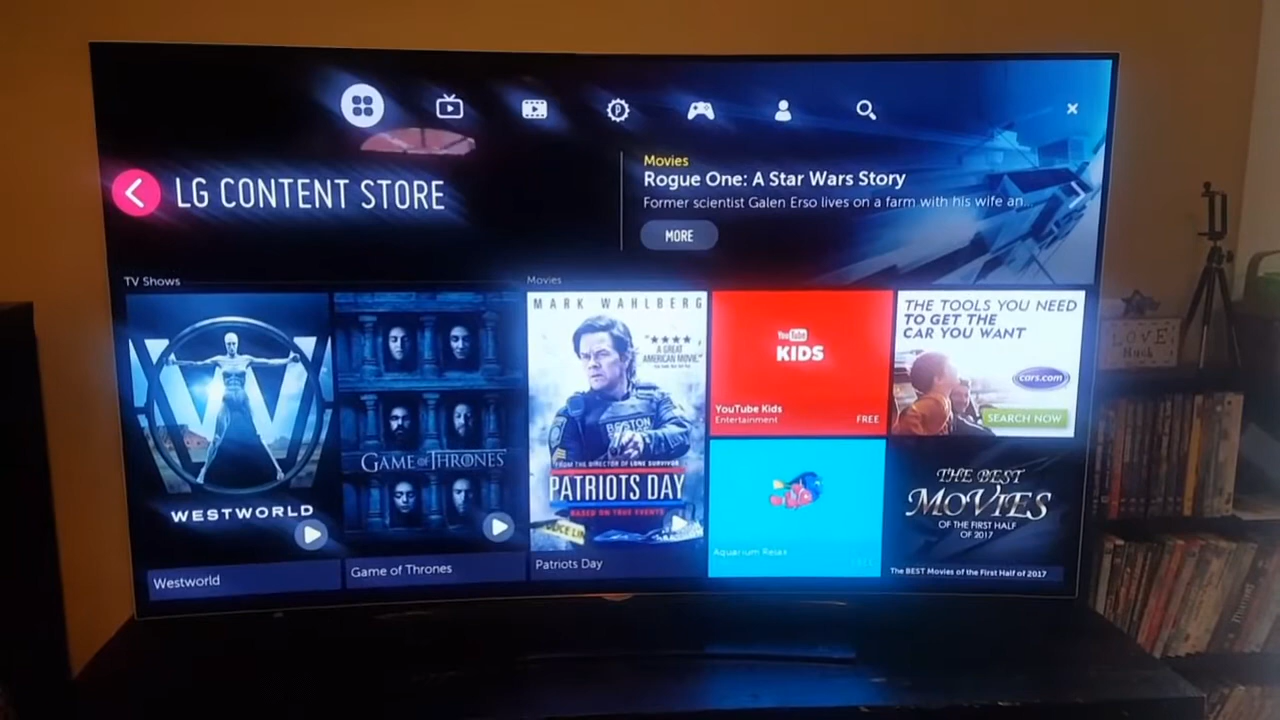 LG CONTENT STORE
Movies
Rogue One: A Star Wars Story
Former scientist Galen Erso lives on a farm with his wife an...
MORE
TV Shows
Movies
WESTWORLD
Westworld
GAME OF THRONES
Game of Thrones
MARK WAHLBERG
"★★★★
A GREAT
AMERICAN MOVIE."
BOSTON
FROM THE DIRECTOR OF LONE SURVIVOR
PATRIOTS DAY
BASED ON TRUE EVENTS
Patriots Day
YouTube
KIDS
YouTube Kids
Entertainment
FREE
THE TOOLS YOU NEED
TO GET THE
CAR YOU WANT
cars.com
SEARCH NOW
Aquarium Relax
FREE
THE BEST
MOVIES
OF THE FIRST HALF
OF 2017
The BEST Movies of the First Half of 2017
LOVE